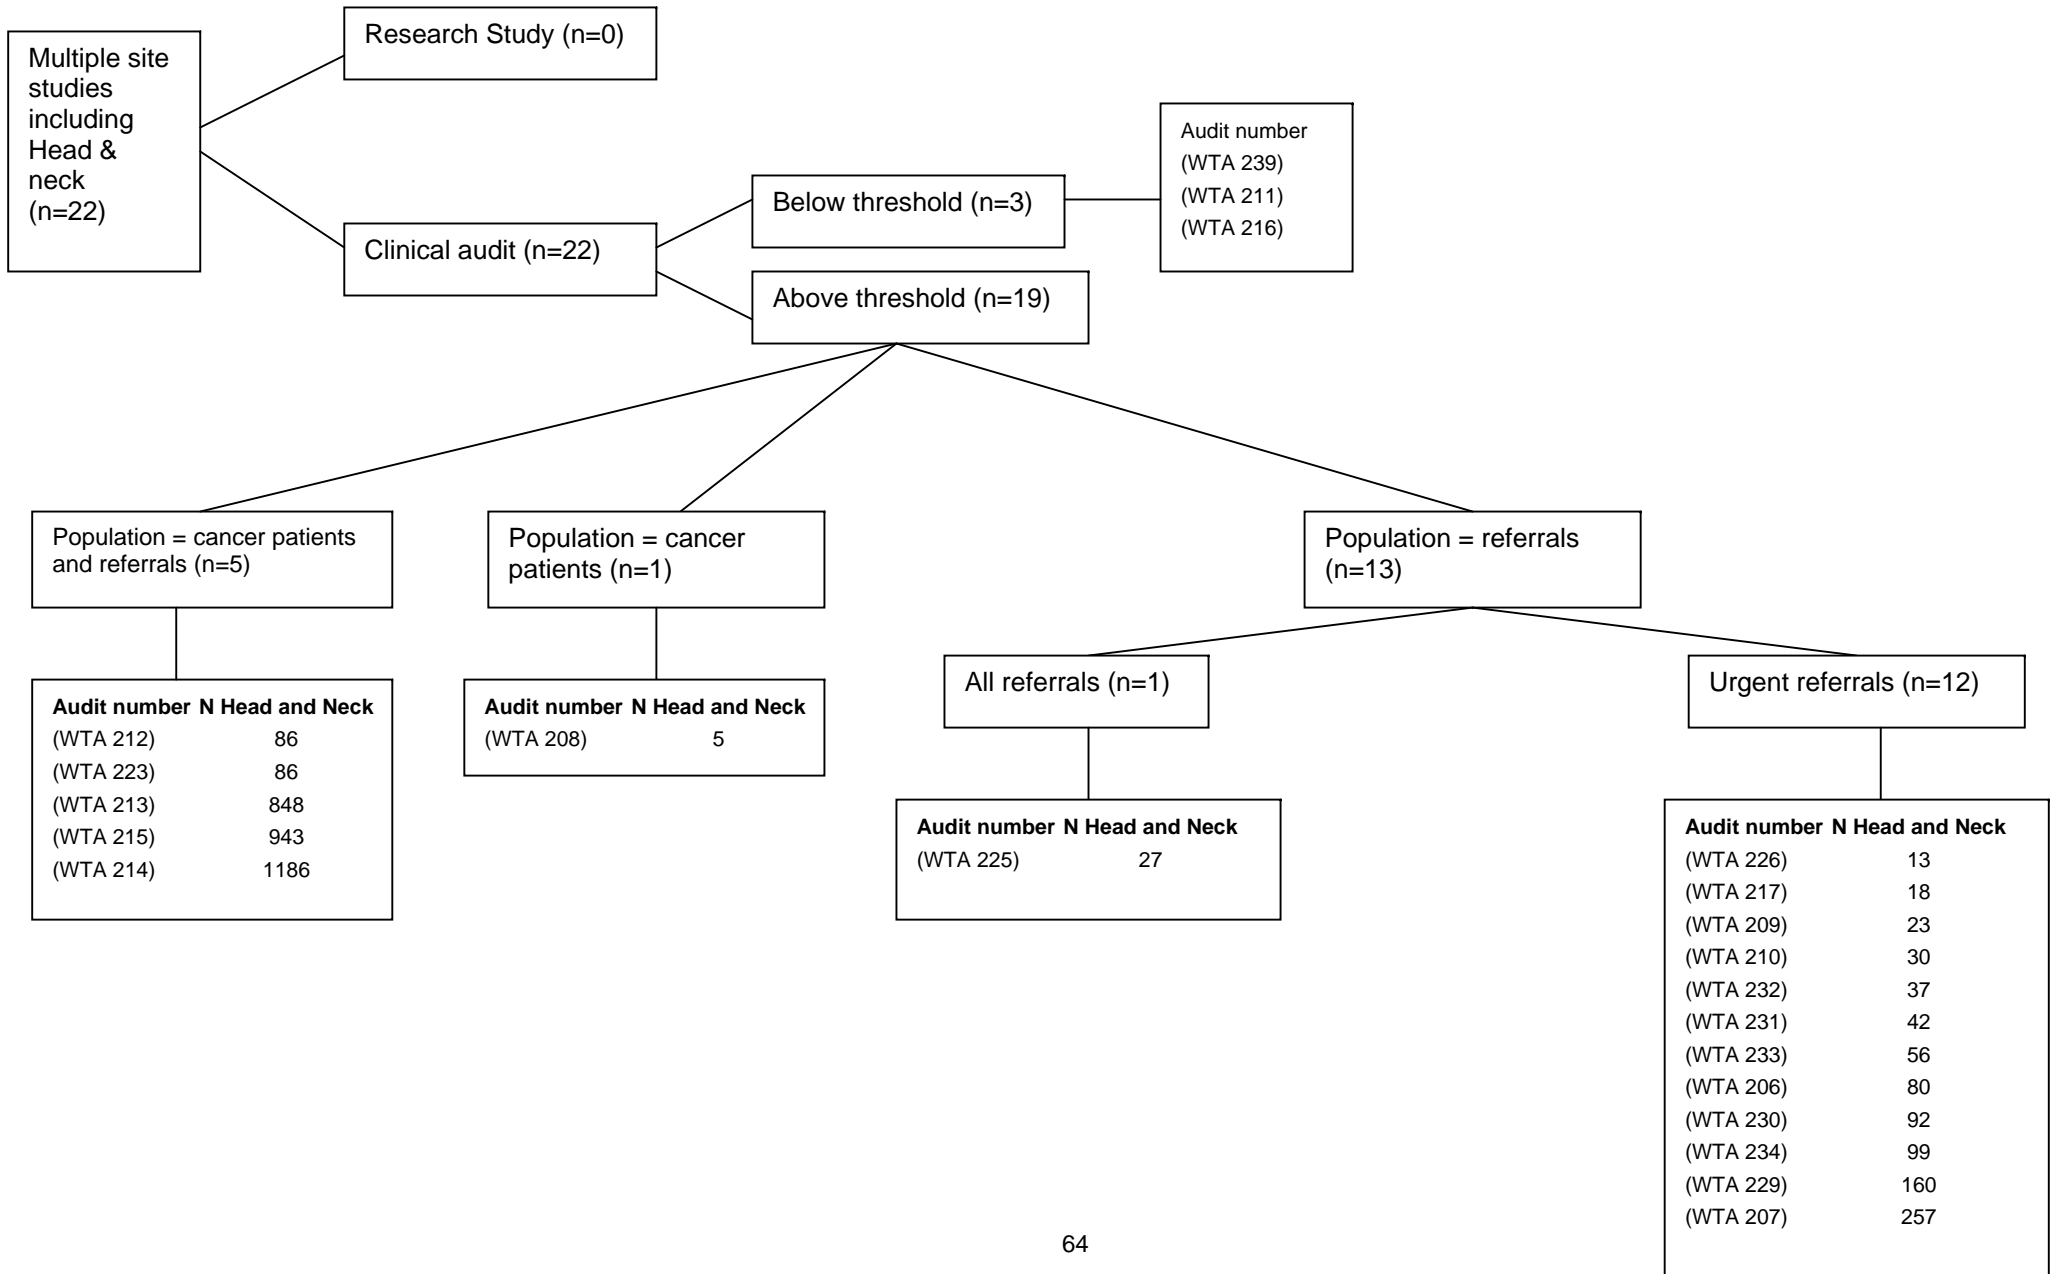 Multiple site
studies
including
Head &
neck
(n=22)
Research Study (n=0)
Clinical audit (n=22)
Below threshold (n=3)
Audit number
(WTA 239)
(WTA 211)
(WTA 216)
Above threshold (n=19)
Population = cancer patients
and referrals (n=5)
Audit number N Head and Neck
(WTA 212) 86
(WTA 223) 86
(WTA 213) 848
(WTA 215) 943
(WTA 214) 1186
Population = cancer
patients (n=1)
Audit number N Head and Neck
(WTA 208) 5
Population = referrals
(n=13)
All referrals (n=1)
Audit number N Head and Neck
(WTA 225) 27
Urgent referrals (n=12)
Audit number N Head and Neck
(WTA 226) 13
(WTA 217) 18
(WTA 209) 23
(WTA 210) 30
(WTA 232) 37
(WTA 231) 42
(WTA 233) 56
(WTA 206) 80
(WTA 230) 92
(WTA 234) 99
(WTA 229) 160
(WTA 207) 257
64